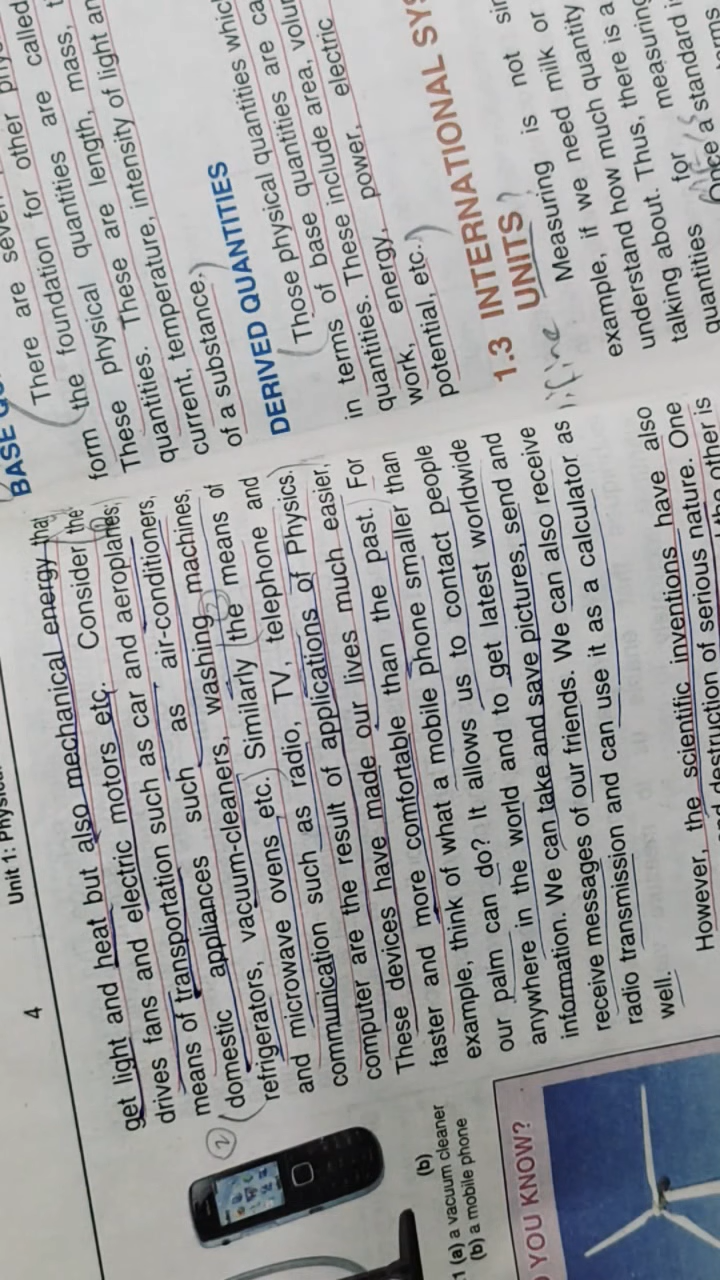 4
Unit 1: Physical
get light and heat but also mechanical energy that
drives fans and electric motors etc. Consider the
means of transportation such as car and aeroplanes;
domestic appliances such as air-conditioners,
refrigerators, vacuum-cleaners, washing machines,
and microwave ovens etc. Similarly the means of
communication such as radio, TV, telephone and
computer are the result of applications of Physics.
These devices have made our lives much easier,
faster and more comfortable than the past. For
example, think of what a mobile phone smaller than
our palm can do? It allows us to contact people
anywhere in the world and to get latest worldwide
information. We can take and save pictures, send and
receive messages of our friends. We can also receive
radio transmission and can use it as a calculator as
well.
However, the scientific inventions have also
destruction of serious nature. One
other is
(b)
1 (a) a vacuum cleaner
(b) a mobile phone
YOU KNOW?
2
2
BASE
There are seven other
form the foundation for
These physical quantities are called
quantities. These are length, mass,
current, temperature, intensity of light
of a substance.
DERIVED QUANTITIES
Those physical quantities which
in terms of base quantities are
quantities. These include area,
work, energy, power, electric
potential, etc.
1.3 INTERNATIONAL
UNITS ?
Measuring is not
example, if we need milk or
understand how much quantity
talking about. Thus, there is a
quantities for measuring
Once a standard